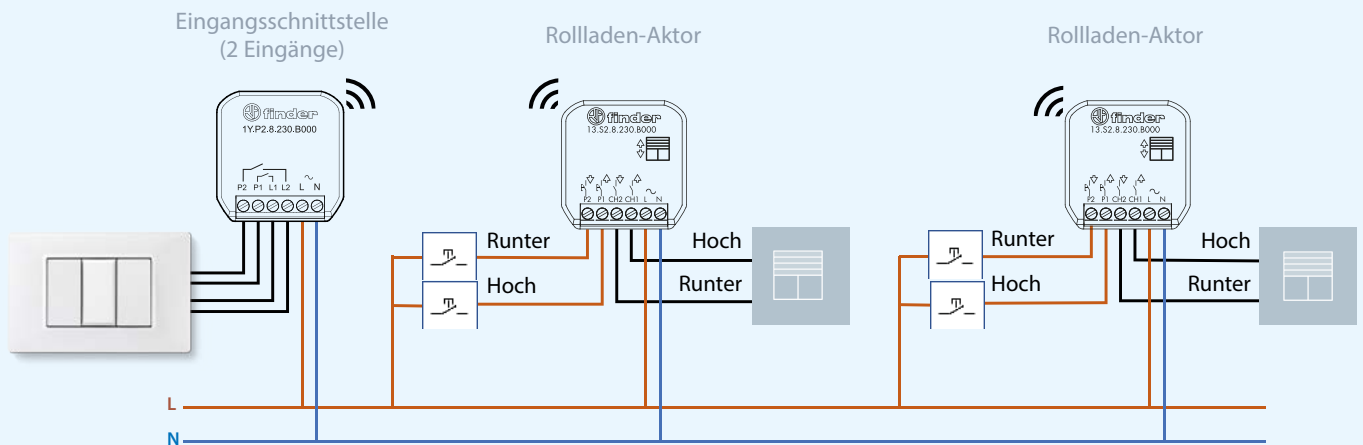 Eingangsschnittstelle
(2 Eingänge)
finder
1Y.P2.8.230.B000
P2 P1 L1 L2 L N
Rollladen-Aktor
finder
13.S2.8.230.B000
P2 P1 CH2 CH1 L N
Runter
Hoch
Hoch
Runter
Rollladen-Aktor
finder
13.S2.8.230.B000
P2 P1 CH2 CH1 L N
Runter
Hoch
Hoch
Runter
L
N